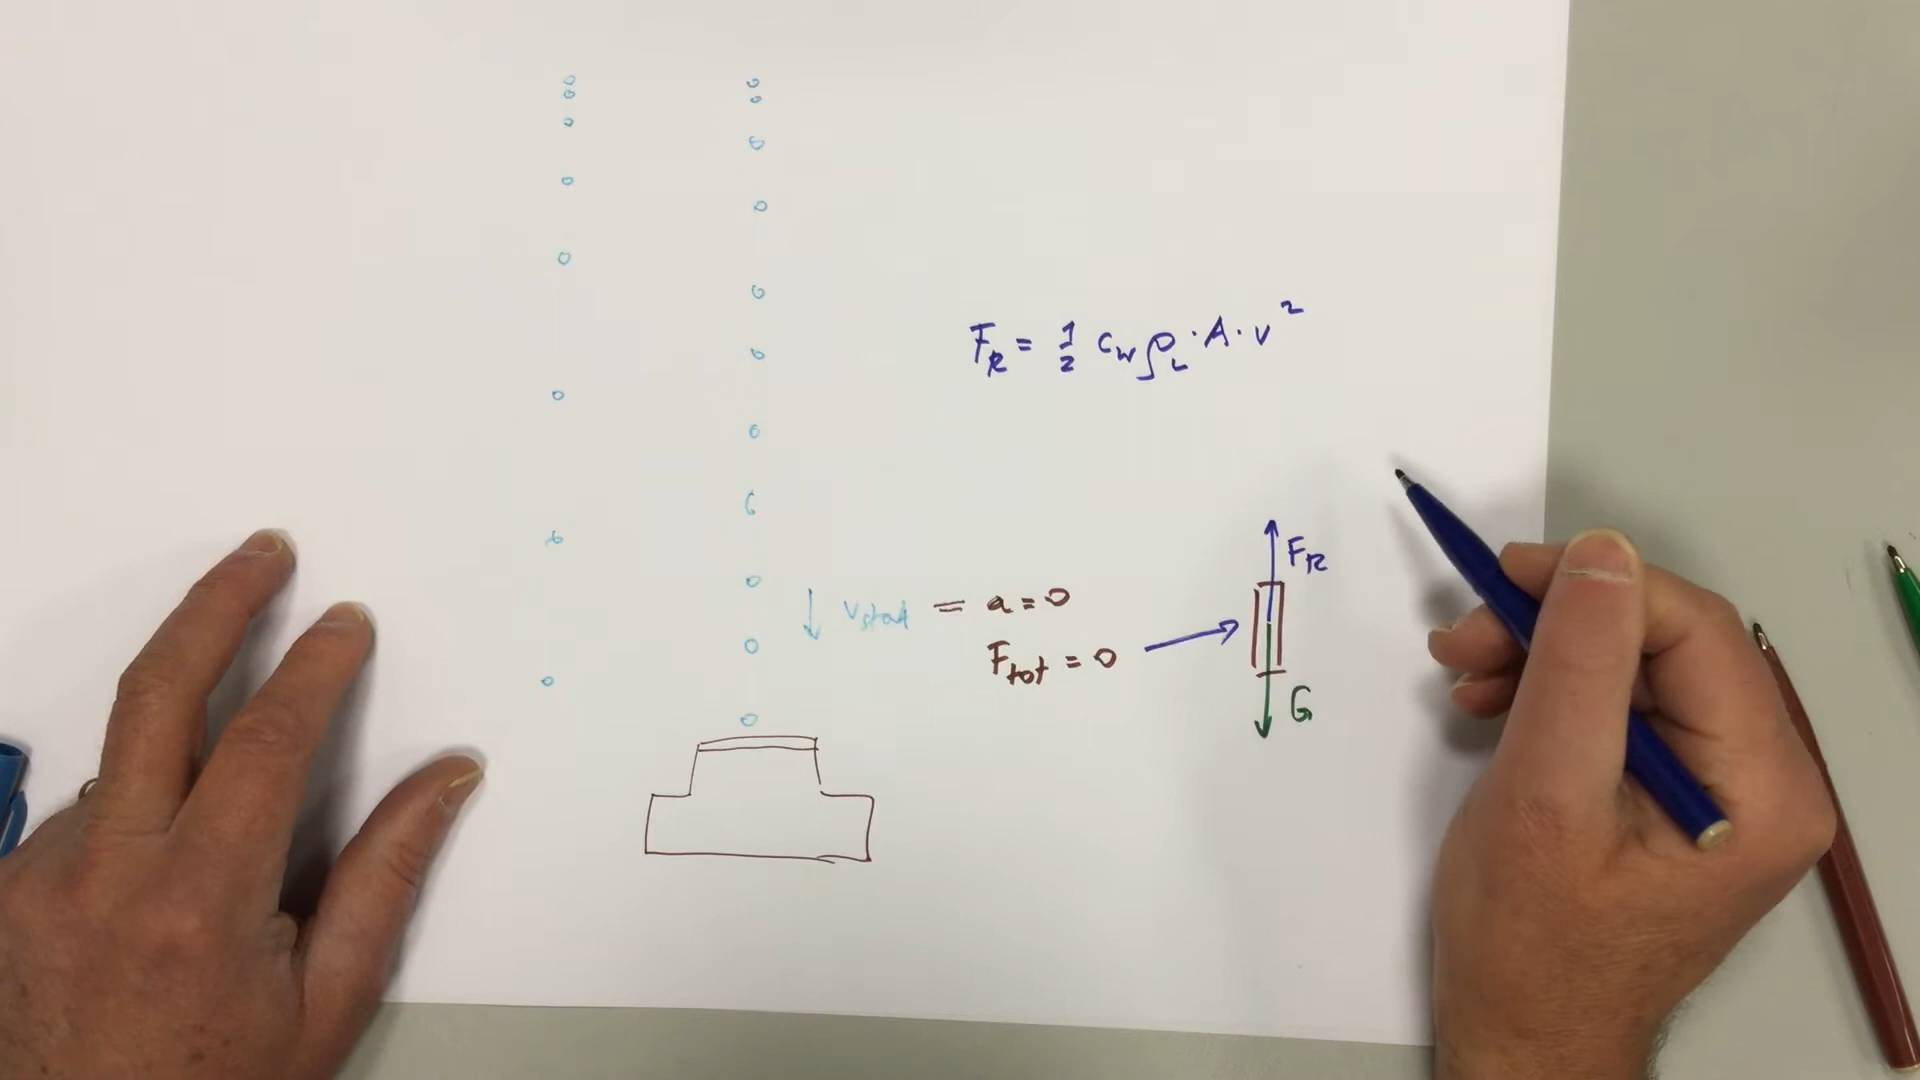 F_R = 1/2 c_w ρ_L · A · v²
F_R
↓ v_stat = a = 0
F_tot = 0
G